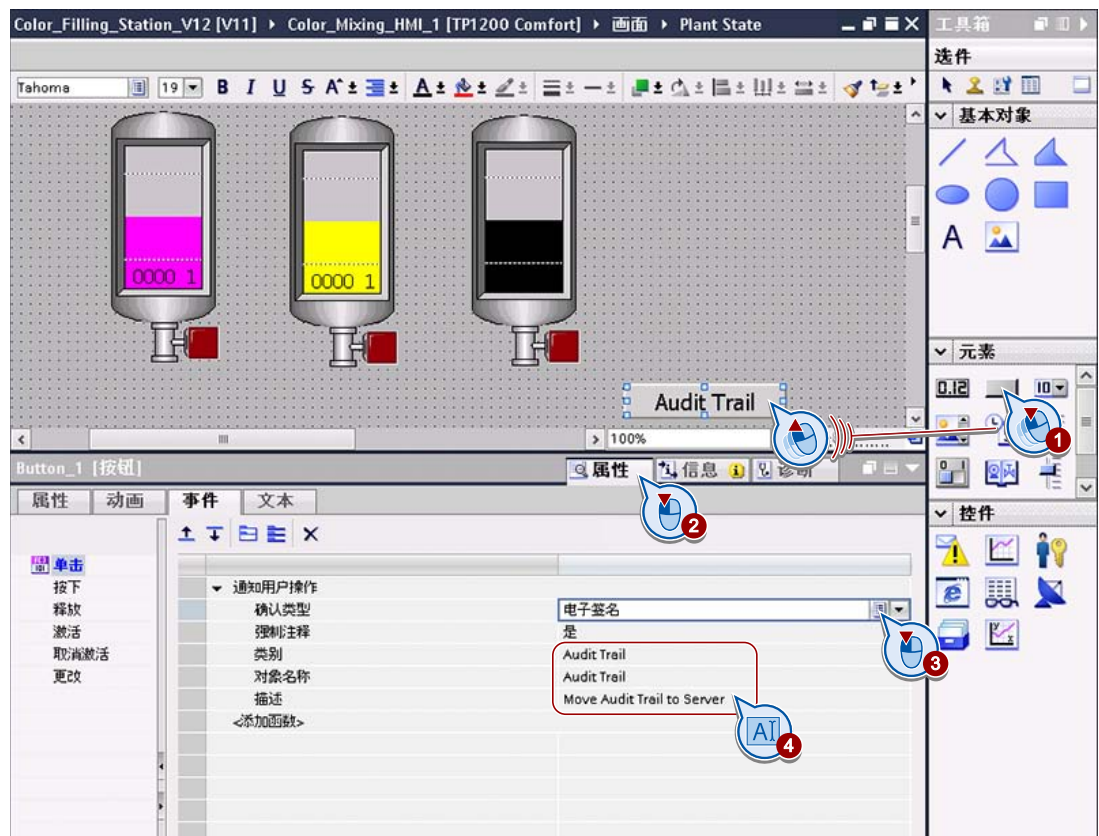 Color_Filling_Station_V12 [V11] ▸ Color_Mixing_HMI_1 [TP1200 Comfort] ▸ 画面 ▸ Plant State
工具箱
选件
Tahoma 19 B I U S A A
基本对象
A
0000 1
0000 1
元素
0.12
10
Audit Trail
100%
1
Button_1 [按钮]
属性 信息 诊断
2
属性 动画 事件 文本
控件
单击
按下
释放
激活
取消激活
更改
通知用户操作
确认类型 电子签名
强制注释 是
类别 Audit Trail
对象名称 Audit Trail
描述 Move Audit Trail to Server
<添加函数>
3
AI
4